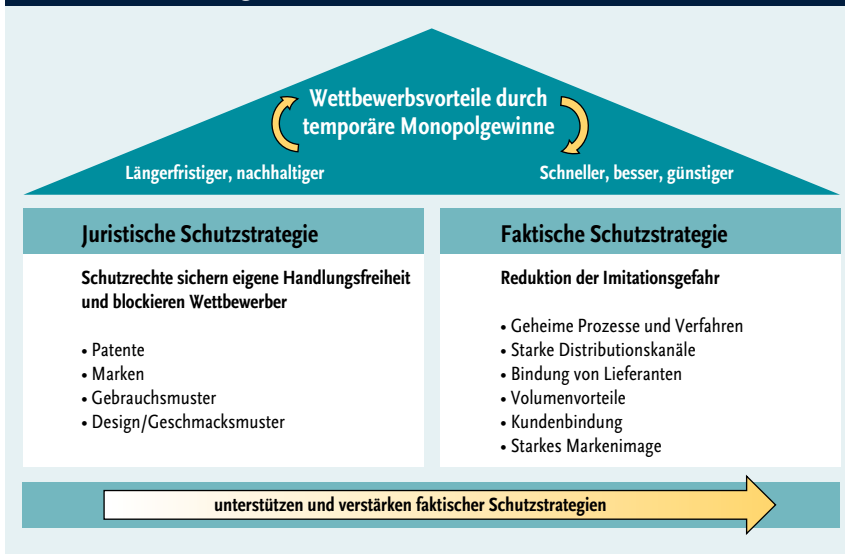 Wettbewerbsvorteile durch
temporäre Monopolgewinne
Längerfristiger, nachhaltiger
Schneller, besser, günstiger
Juristische Schutzstrategie
Schutzrechte sichern eigene Handlungsfreiheit
und blockieren Wettbewerber
• Patente
• Marken
• Gebrauchsmuster
• Design/Geschmacksmuster
Faktische Schutzstrategie
Reduktion der Imitationsgefahr
• Geheime Prozesse und Verfahren
• Starke Distributionskanäle
• Bindung von Lieferanten
• Volumenvorteile
• Kundenbindung
• Starkes Markenimage
unterstützen und verstärken faktischer Schutzstrategien